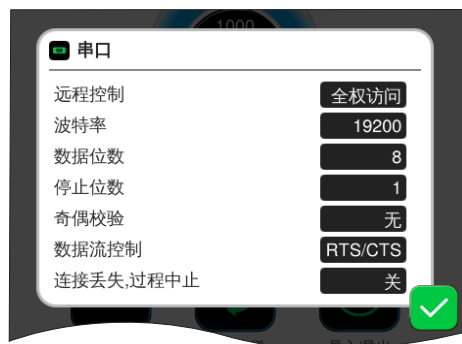 1000
串口
远程控制 全权访问
波特率 19200
数据位数 8
停止位数 1
奇偶校验 无
数据流控制 RTS/CTS
连接丢失,过程中止 关